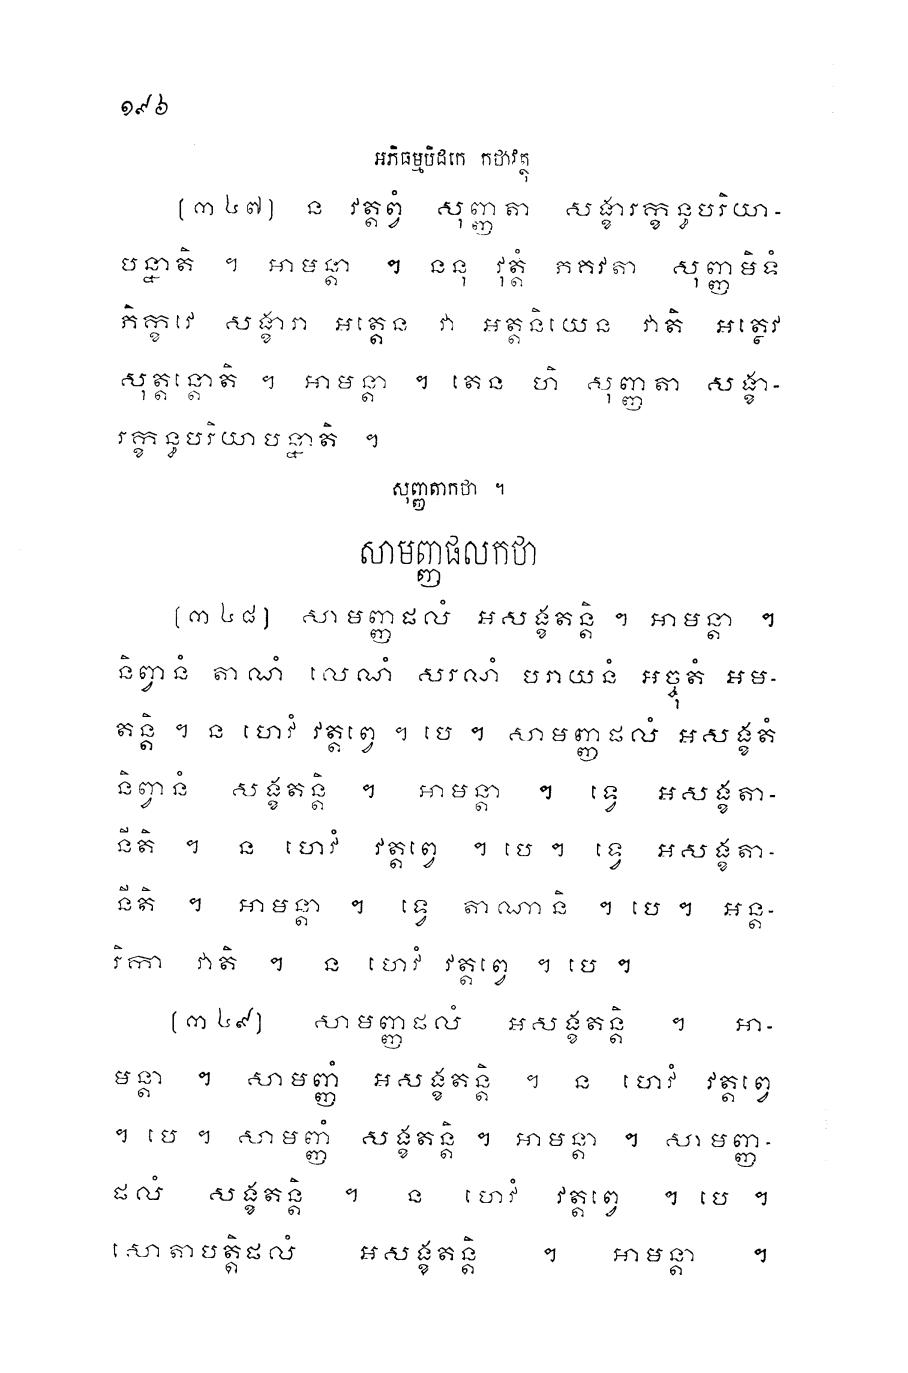 ១៩៦
អភិធម្មបិដកេ កថាវត្ថុ
(៣៤៧) ន វត្តព្វំ សុញ្ញតា សង្ខារក្ខន្ធបរិយា-
បន្នាតិ ។ អាមន្តា ។ ននុ វុត្តំ ភគវតា សុញ្ញមិទំ
ភិក្ខវេ សង្ខារា អត្តេន វា អត្តនិយេន វាតិ អត្ថេវ
សុត្តន្តោតិ ។ អាមន្តា ។ តេន ហិ សុញ្ញតា សង្ខា-
រក្ខន្ធបរិយាបន្នាតិ ។
សុញ្ញតាកថា ។
សាមញ្ញផលកថា
(៣៤៨) សាមញ្ញផលំ អសង្ខតន្តិ ។ អាមន្តា ។
និព្វានំ តាណំ លេណំ សរណំ បរាយនំ អច្ចុតំ អម-
តន្តិ ។ ន ហេវំ វត្តព្វេ ។ បេ ។ សាមញ្ញផលំ អសង្ខតំ
និព្វានំ សង្ខតន្តិ ។ អាមន្តា ។ ទ្វេ អសង្ខតា-
នីតិ ។ ន ហេវំ វត្តព្វេ ។ បេ ។ ទ្វេ អសង្ខតា-
នីតិ ។ អាមន្តា ។ ទ្វេ តាណានិ ។ បេ ។ អន្ត-
រិកា វាតិ ។ ន ហេវំ វត្តព្វេ ។ បេ ។
(៣៤៩) សាមញ្ញផលំ អសង្ខតន្តិ ។ អា-
មន្តា ។ សាមញ្ញំ អសង្ខតន្តិ ។ ន ហេវំ វត្តព្វេ
។ បេ ។ សាមញ្ញំ សង្ខតន្តិ ។ អាមន្តា ។ សាមញ្ញ-
ផលំ សង្ខតន្តិ ។ ន ហេវំ វត្តព្វេ ។ បេ ។
សោតាបត្តិផលំ អសង្ខតន្តិ ។ អាមន្តា ។